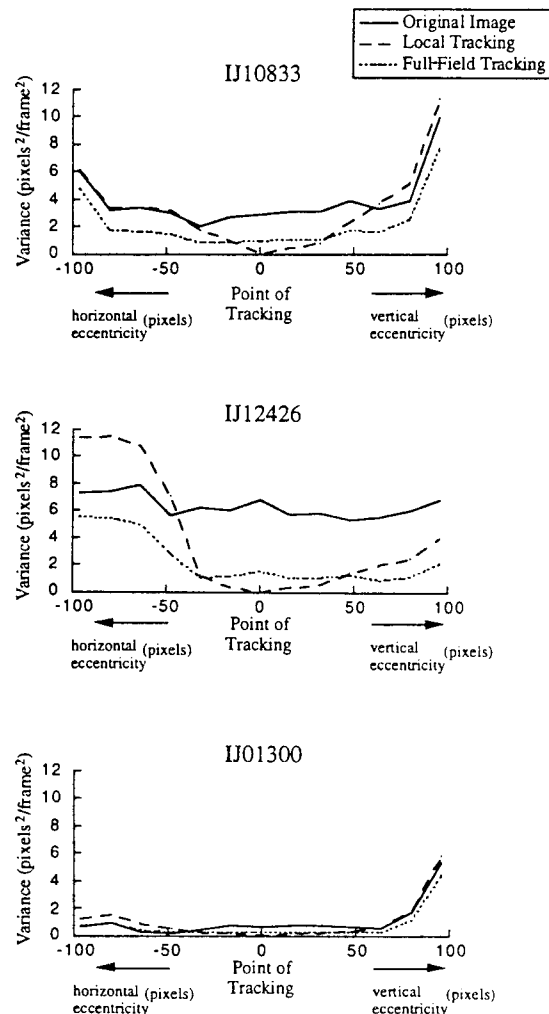 Original Image
Local Tracking
Full-Field Tracking
IJ10833
Variance (pixels²/frame²)
12
10
8
6
4
2
0
-100 -50 0 50 100
Point of
Tracking
horizontal (pixels)
eccentricity
vertical (pixels)
eccentricity
IJ12426
Variance (pixels²/frame²)
12
10
8
6
4
2
0
-100 -50 0 50 100
Point of
Tracking
horizontal (pixels)
eccentricity
vertical (pixels)
eccentricity
IJ01300
Variance (pixels²/frame²)
12
10
8
6
4
2
0
-100 -50 0 50 100
Point of
Tracking
horizontal (pixels)
eccentricity
vertical (pixels)
eccentricity